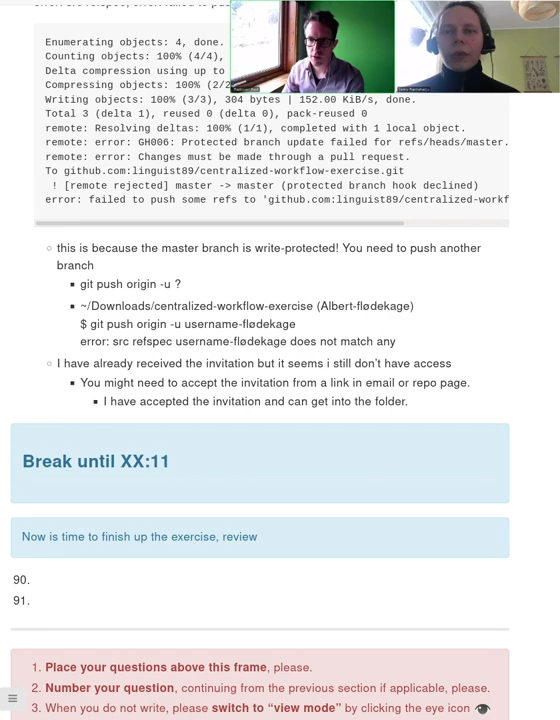 Enumerating objects: 4, done.
Counting objects: 100% (4/4),
Delta compression using up to
Compressing objects: 100% (2/2
Writing objects: 100% (3/3), 304 bytes | 152.00 KiB/s, done.
Total 3 (delta 1), reused 0 (delta 0), pack-reused 0
remote: Resolving deltas: 100% (1/1), completed with 1 local object.
remote: error: GH006: Protected branch update failed for refs/heads/master.
remote: error: Changes must be made through a pull request.
To github.com:linguist89/centralized-workflow-exercise.git
! [remote rejected] master -> master (protected branch hook declined)
error: failed to push some refs to 'github.com:linguist89/centralized-workf
this is because the master branch is write-protected! You need to push another
branch
git push origin -u ?
~/Downloads/centralized-workflow-exercise (Albert-flødekage)
$ git push origin -u username-flødekage
error: src refspec username-flødekage does not match any
I have already received the invitation but it seems i still don’t have access
You might need to accept the invitation from a link in email or repo page.
I have accepted the invitation and can get into the folder.
Break until XX:11
Now is time to finish up the exercise, review
90.
91.
1. Place your questions above this frame, please.
2. Number your question, continuing from the previous section if applicable, please.
3. When you do not write, please switch to “view mode” by clicking the eye icon